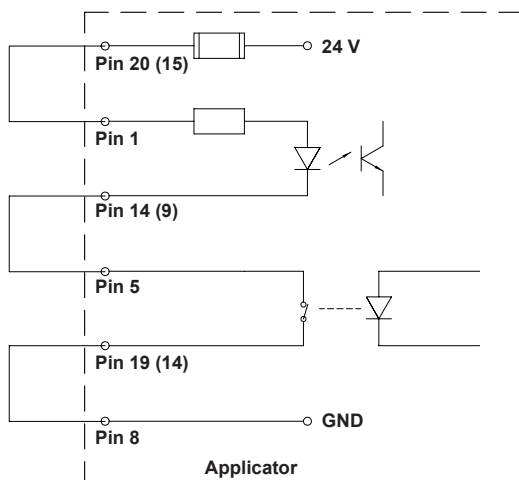 24 V
Pin 20 (15)
Pin 1
Pin 14 (9)
Pin 5
Pin 19 (14)
GND
Pin 8
Applicator